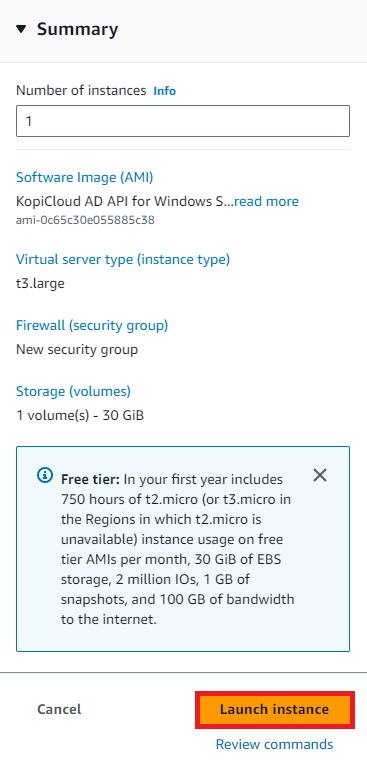 Summary
Number of instances Info
1
Software Image (AMI)
KopiCloud AD API for Windows S...read more
ami-0c65c30e055885c38
Virtual server type (instance type)
t3.large
Firewall (security group)
New security group
Storage (volumes)
1 volume(s) - 30 GiB
Free tier: In your first year includes
750 hours of t2.micro (or t3.micro in
the Regions in which t2.micro is
unavailable) instance usage on free
tier AMIs per month, 30 GiB of EBS
storage, 2 million IOs, 1 GB of
snapshots, and 100 GB of bandwidth
to the internet.
Cancel
Launch instance
Review commands